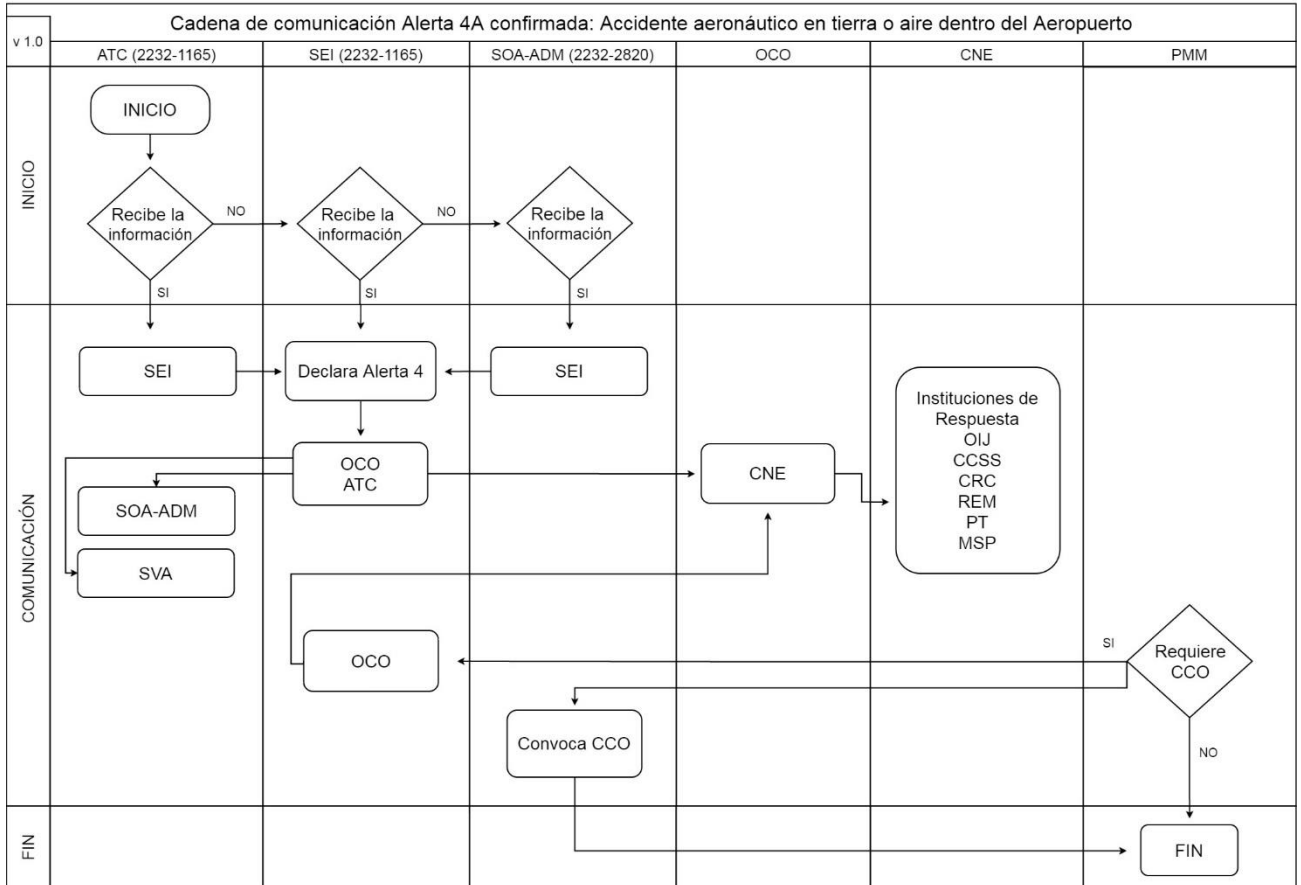 Cadena de comunicación Alerta 4A confirmada: Accidente aeronáutico en tierra o aire dentro del Aeropuerto
v 1.0
ATC (2232-1165)
SEI (2232-1165)
SOA-ADM (2232-2820)
OCO
CNE
PMM
INICIO
INICIO
Recibe la
información
NO
Recibe la
información
NO
Recibe la
información
SI
SI
SI
COMUNICACIÓN
SEI
Declara Alerta 4
SEI
OCO
ATC
SOA-ADM
SVA
CNE
Instituciones de
Respuesta
OIJ
CCSS
CRC
REM
PT
MSP
OCO
SI
Requiere
CCO
Convoca CCO
NO
FIN
FIN